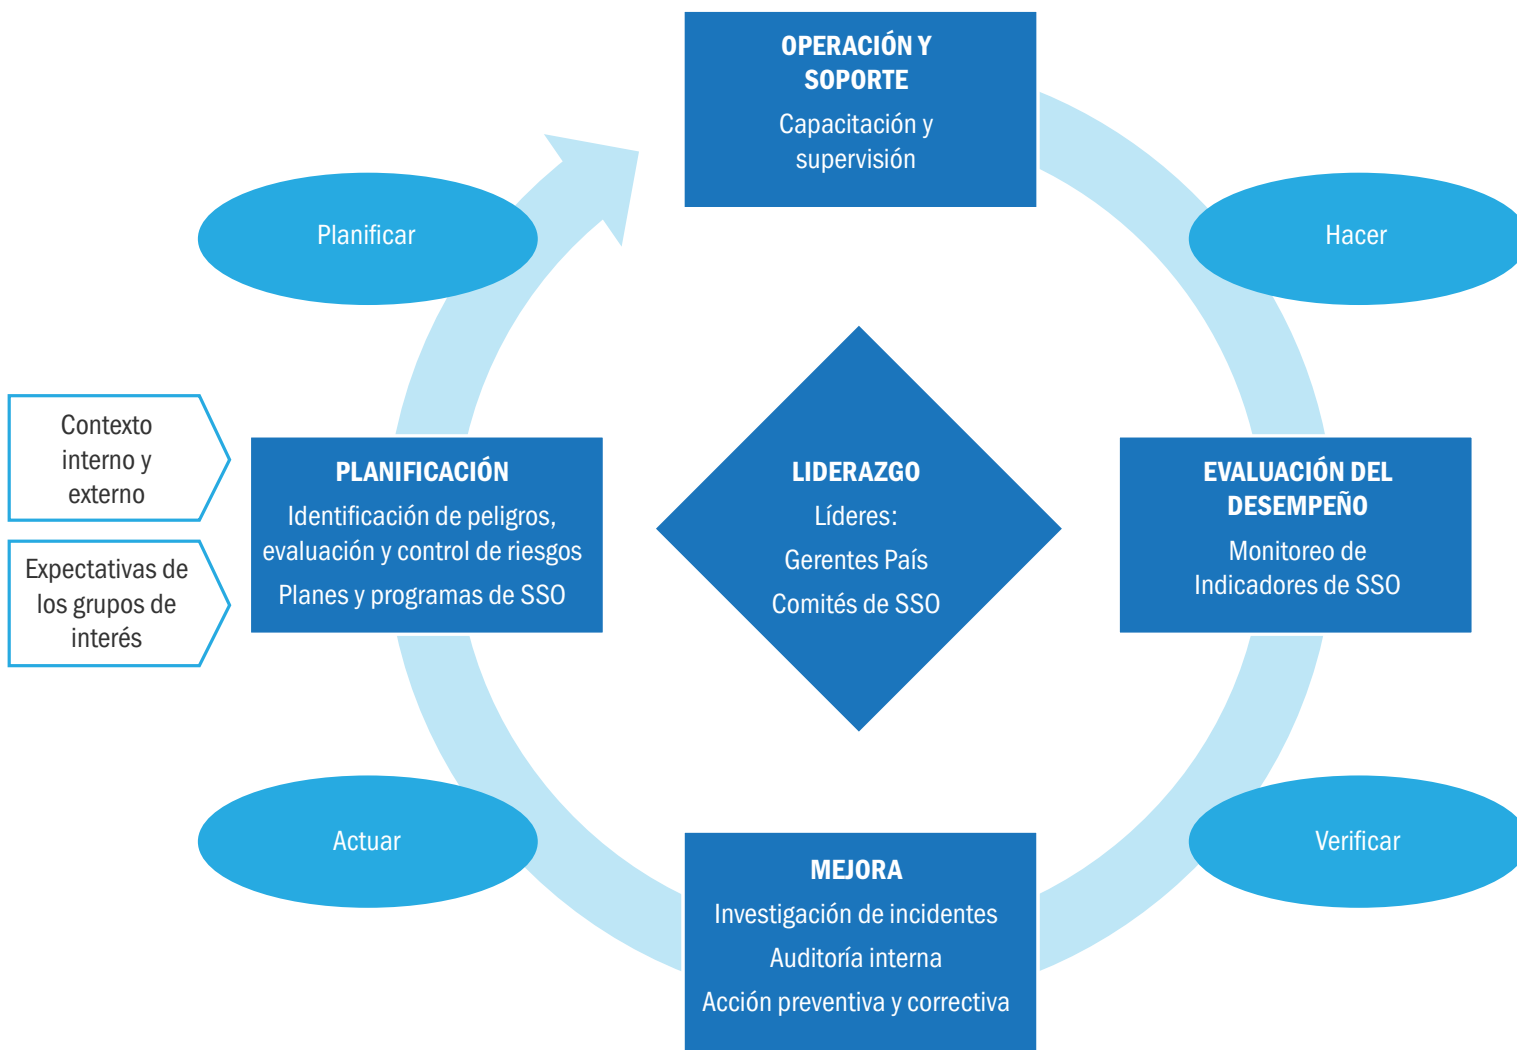 OPERACIÓN Y
SOPORTE
Capacitación y
supervisión
Planificar
Hacer
Contexto
interno y
externo
Expectativas de
los grupos de
interés
PLANIFICACIÓN
Identificación de peligros,
evaluación y control de riesgos
Planes y programas de SSO
LIDERAZGO
Líderes:
Gerentes País
Comités de SSO
EVALUACIÓN DEL
DESEMPEÑO
Monitoreo de
Indicadores de SSO
Actuar
Verificar
MEJORA
Investigación de incidentes
Auditoría interna
Acción preventiva y correctiva